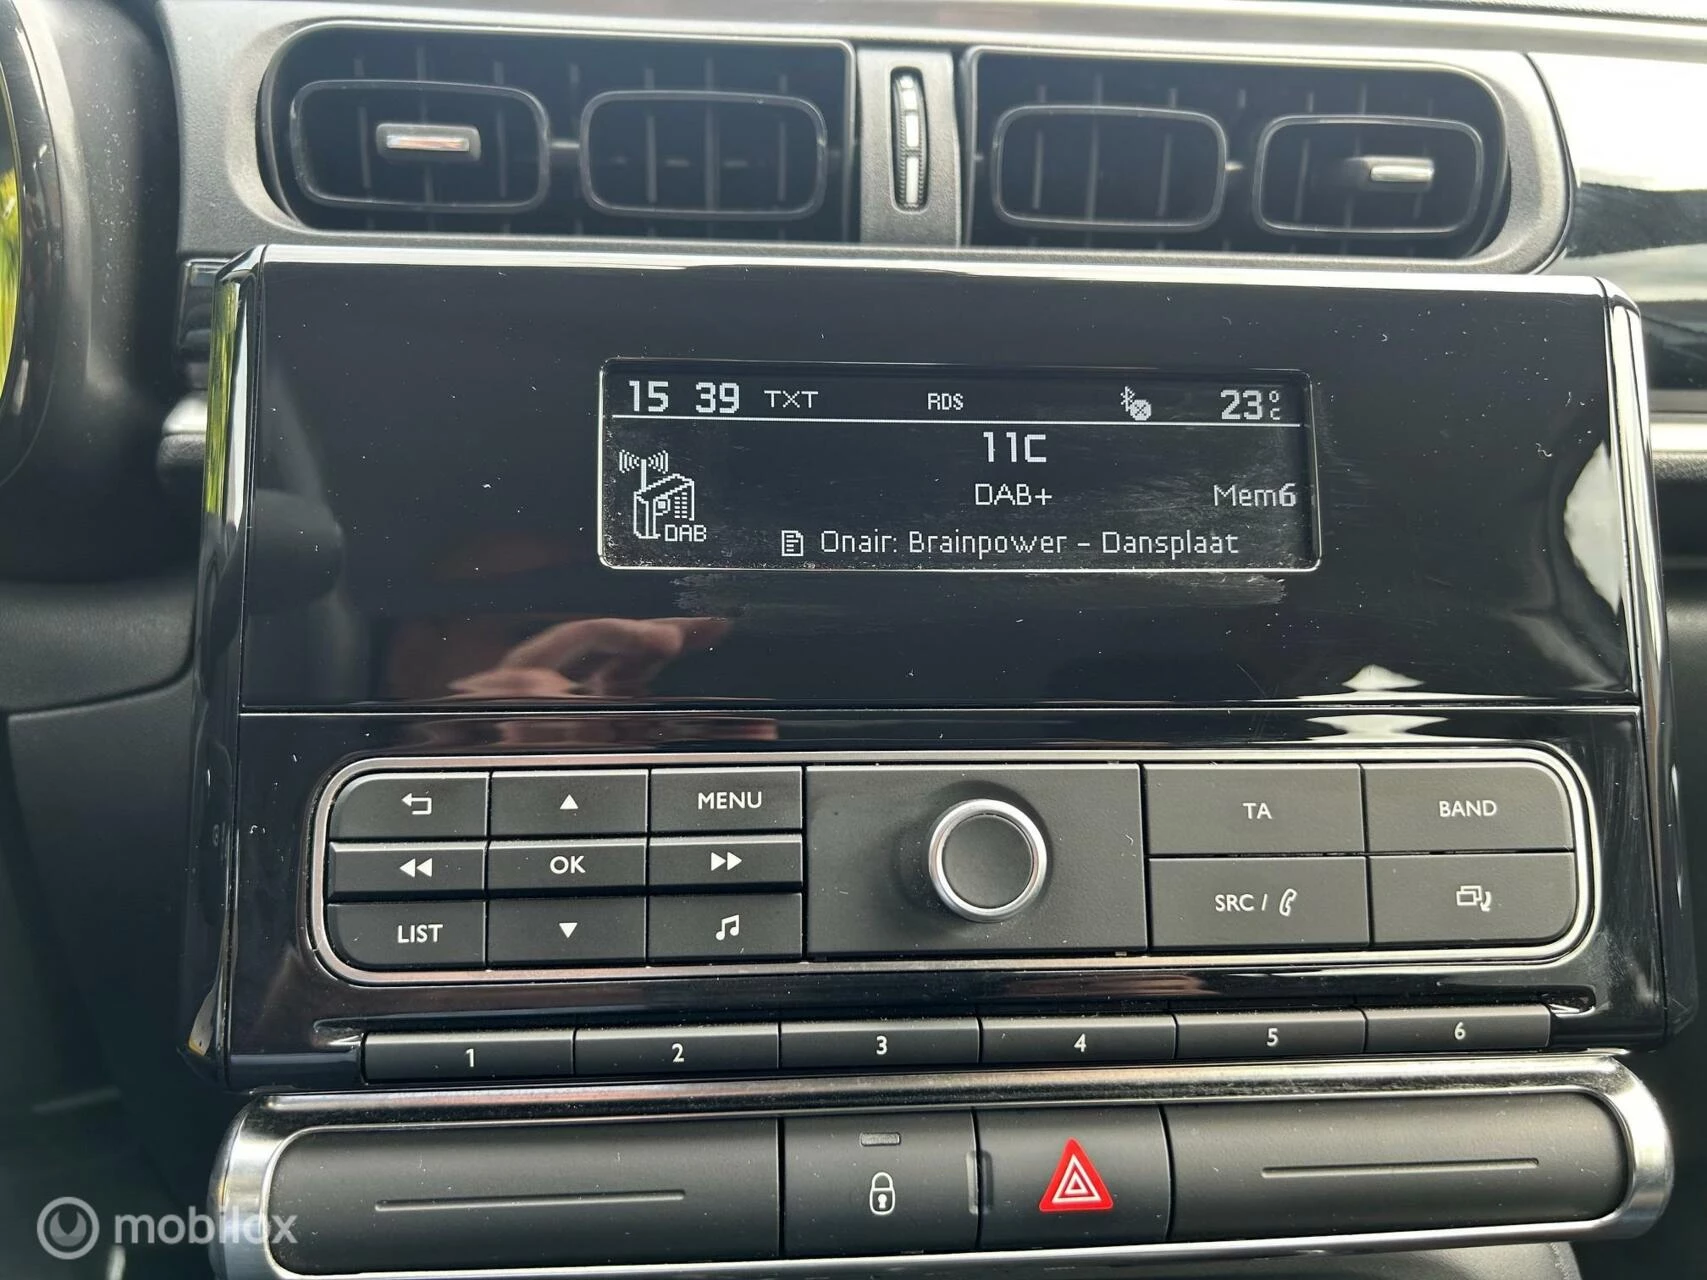 15 39 TXT RDS 23°C
11C
DAB+ Mem6
DAB
Onair: Brainpower - Dansplaat
MENU TA BAND
OK
LIST SRC /
1 2 3 4 5 6
mobilox